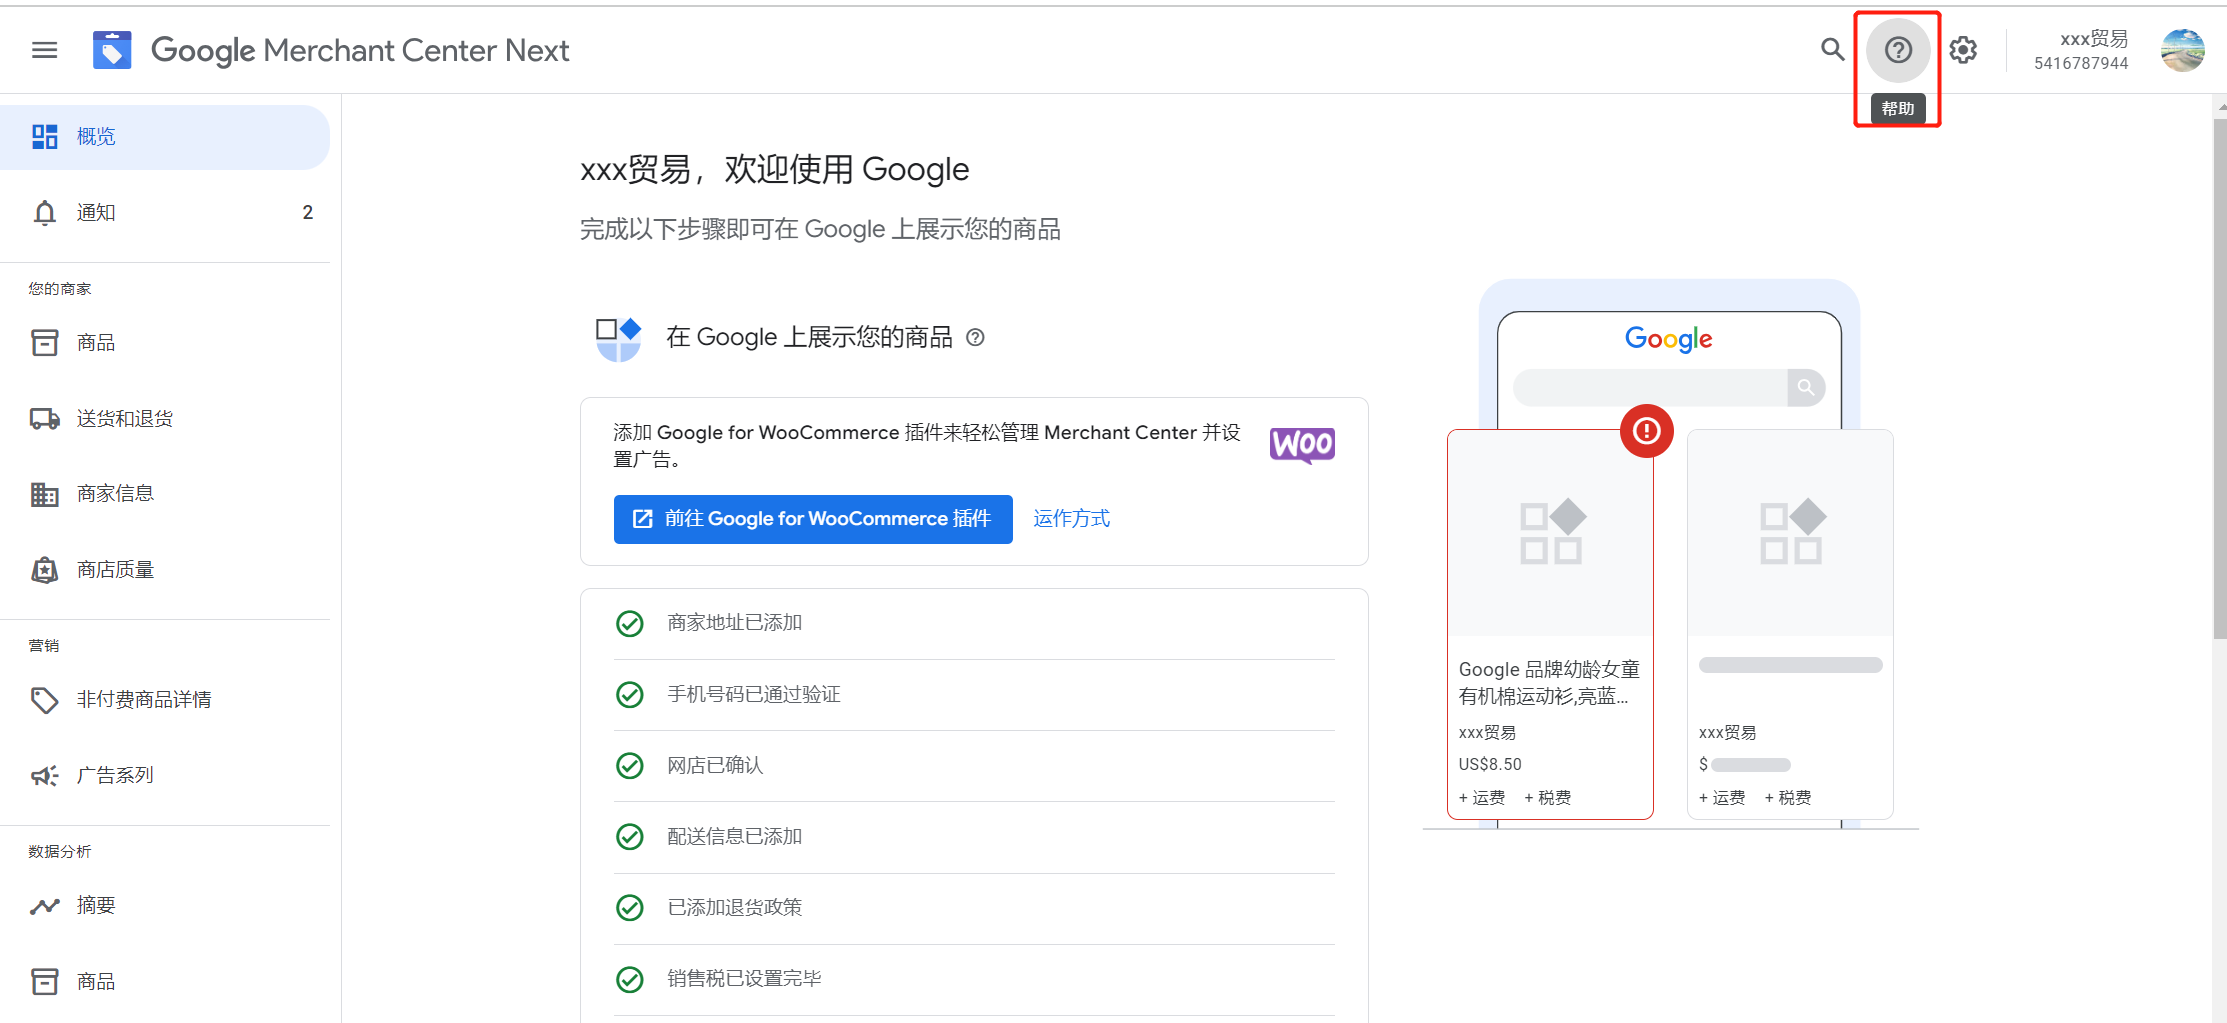 Google Merchant Center Next
xxx贸易
5416787944
帮助
概览
通知
2
您的商家
商品
送货和退货
商家信息
商店质量
营销
非付费商品详情
广告系列
数据分析
摘要
商品
xxx贸易，欢迎使用 Google
完成以下步骤即可在 Google 上展示您的商品
在 Google 上展示您的商品
添加 Google for WooCommerce 插件来轻松管理 Merchant Center 并设
置广告。
WOO
前往 Google for WooCommerce 插件
运作方式
商家地址已添加
手机号码已通过验证
网店已确认
配送信息已添加
已添加退货政策
销售税已设置完毕
Google
Google 品牌幼龄女童
有机棉运动衫,亮蓝...
xxx贸易
US$8.50
+ 运费 + 税费
xxx贸易
$
+ 运费 + 税费